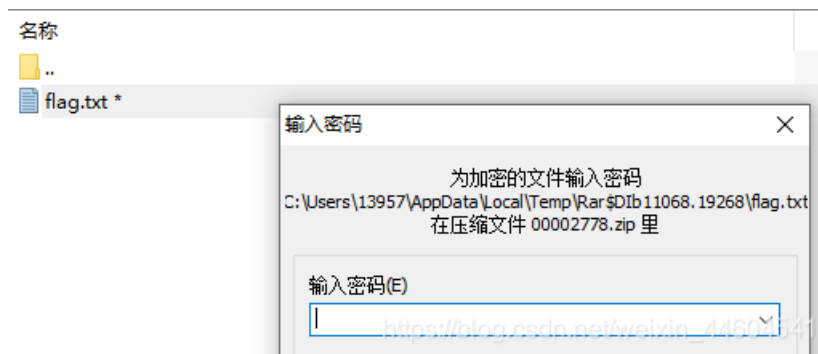 名称
..
flag.txt *
输入密码
为加密的文件输入密码
C:\Users\13957\AppData\Local\Temp\Rar$DIb11068.19268\flag.txt
在压缩文件 00002778.zip 里
输入密码(E)
https://blog.csdn.net/weixin_44604541